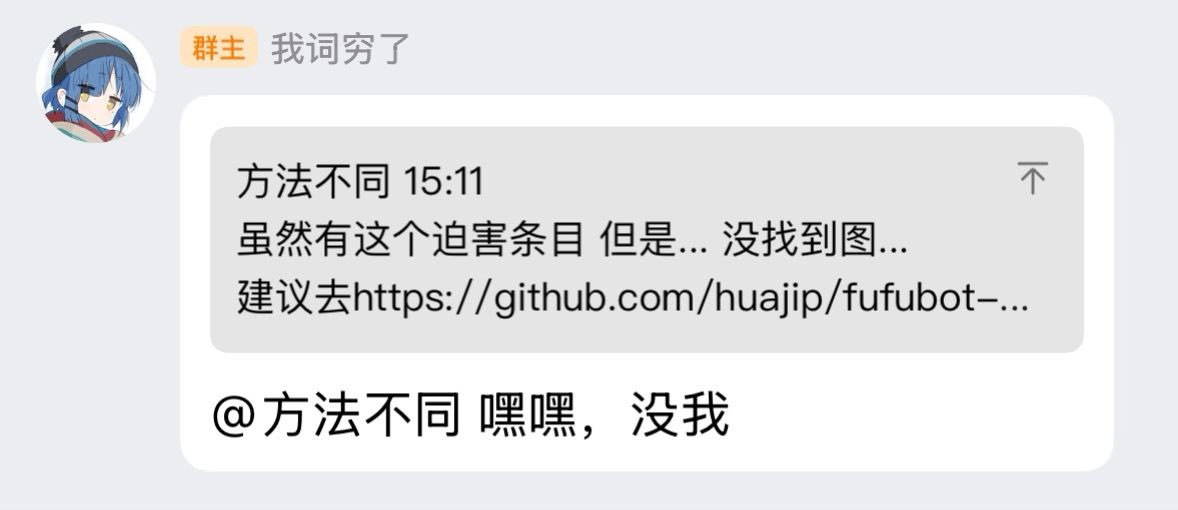 群主 我词穷了
方法不同 15:11
虽然有这个迫害条目 但是... 没找到图...
建议去https://github.com/huajip/fufubot-...
@方法不同 嘿嘿，没我